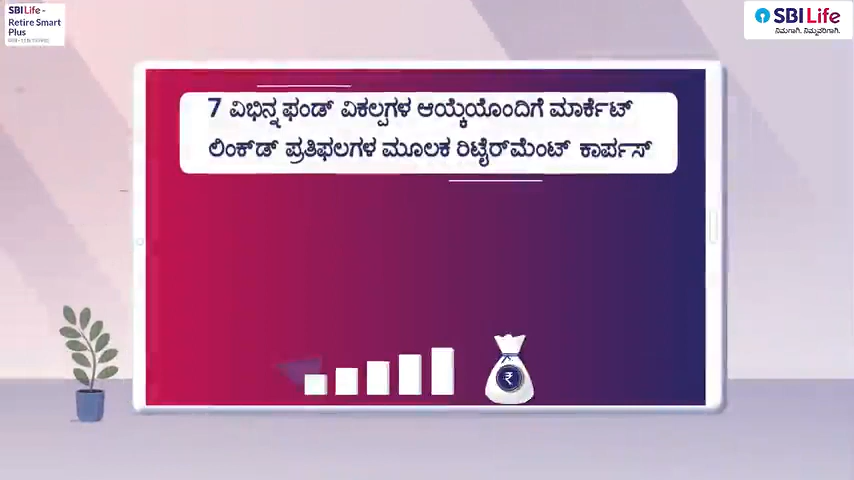 SBI Life -
Retire Smart
Plus
SBI Life
ನಿಮಗಾಗಿ. ನಿಮ್ಮವರಿಗಾಗಿ.
7 ವಿಭಿನ್ನ ಫಂಡ್ ವಿಕಲ್ಪಗಳ ಆಯ್ಕೆಯೊಂದಿಗೆ ಮಾರ್ಕೆಟ್
ಲಿಂಕ್ಡ್ ಪ್ರತಿಫಲಗಳ ಮೂಲಕ ರಿಟೈರ್‌ಮೆಂಟ್ ಕಾರ್ಪಸ್
₹